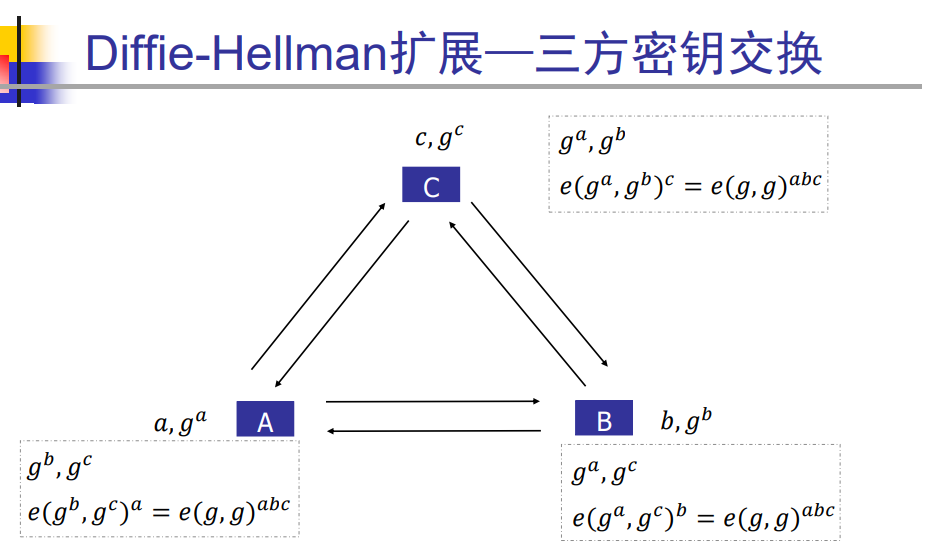 Diffie-Hellman扩展—三方密钥交换
c, g^c
C
g^a, g^b
e(g^a, g^b)^c = e(g, g)^{abc}
a, g^a
A
B
b, g^b
g^b, g^c
e(g^b, g^c)^a = e(g, g)^{abc}
g^a, g^c
e(g^a, g^c)^b = e(g, g)^{abc}